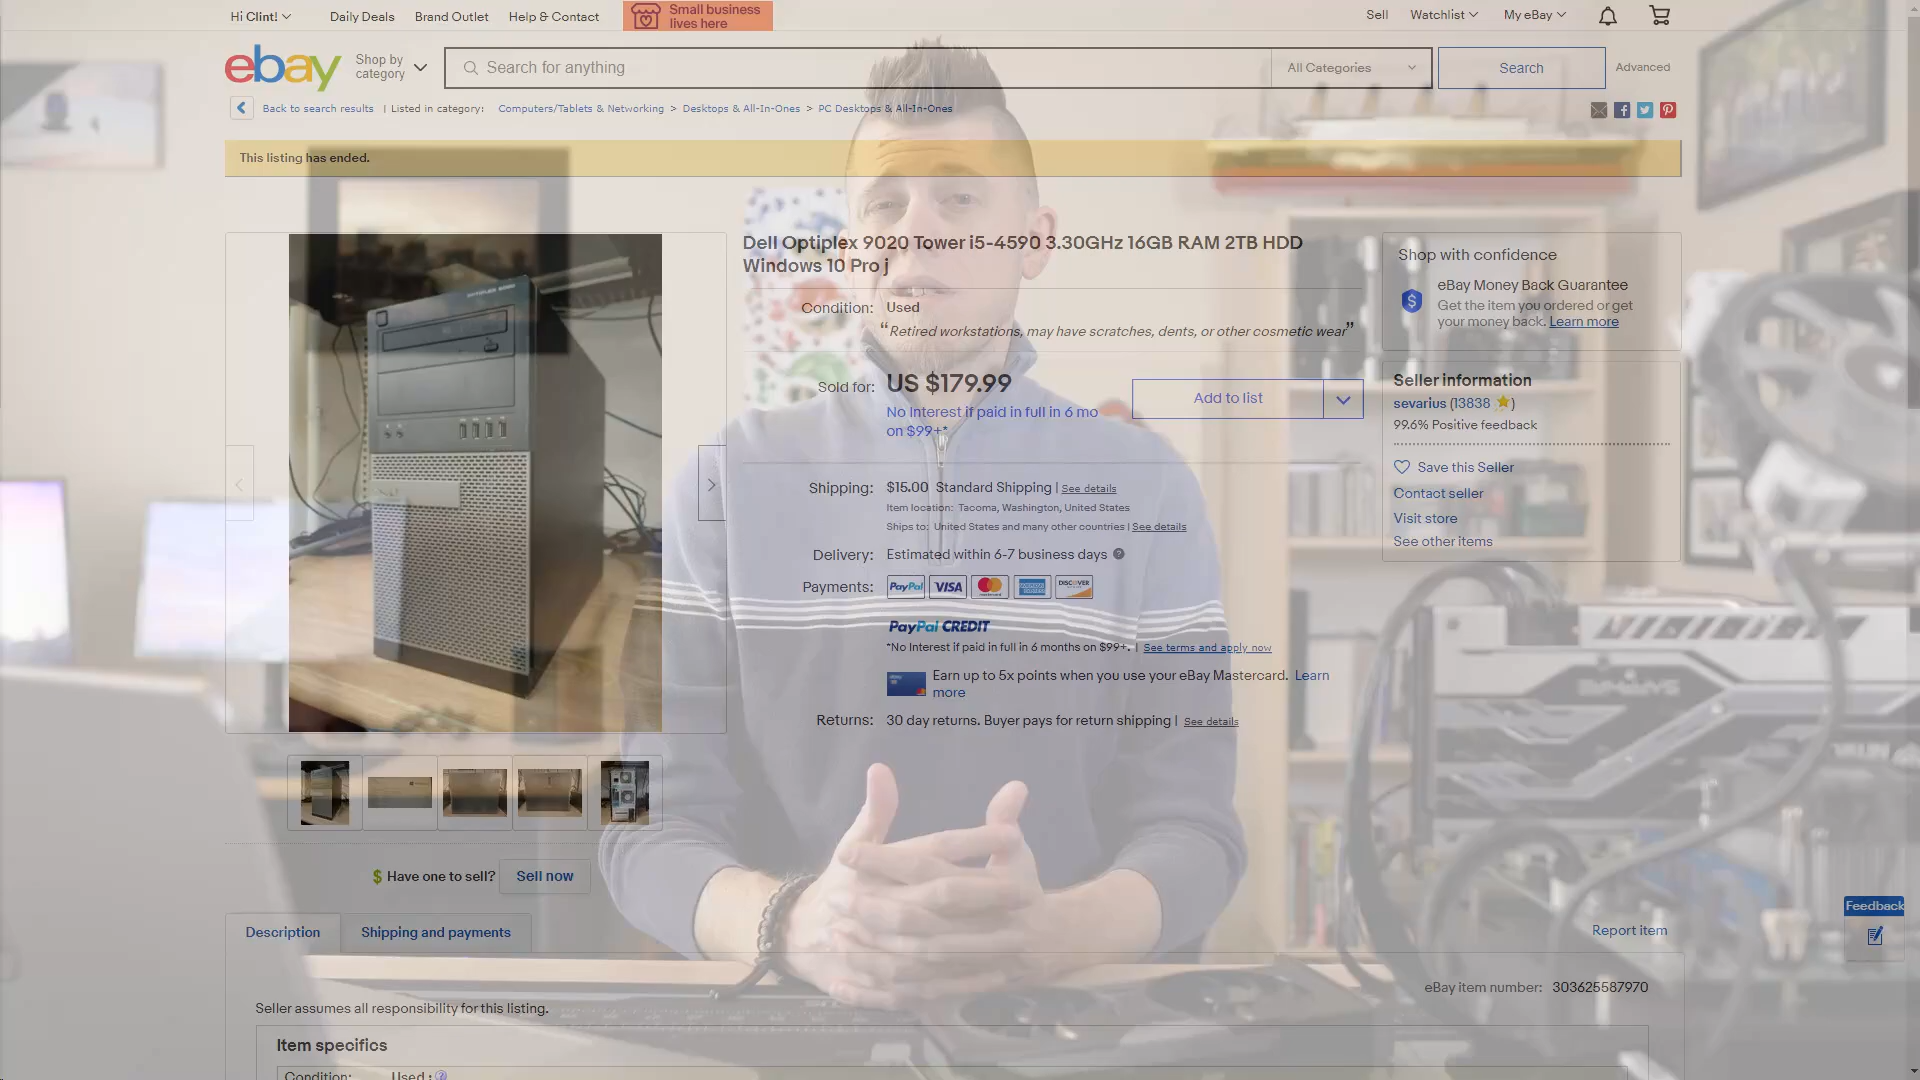 Hi Clint!
Daily Deals
Brand Outlet
Help & Contact
Small business
lives here
Sell
Watchlist
My eBay
ebay
Shop by
category
Search for anything
All Categories
Search
Advanced
Back to search results | Listed in category: Computers/Tablets & Networking > Desktops & All-In-Ones > PC Desktops & All-In-Ones
This listing has ended.
Dell Optiplex 9020 Tower i5-4590 3.30GHz 16GB RAM 2TB HDD
Windows 10 Pro j
Condition: Used
“Retired workstations, may have scratches, dents, or other cosmetic wear”
Sold for: US $179.99
Add to list
No Interest if paid in full in 6 mo
on $99+*
Shipping: $15.00 Standard Shipping | See details
Item location: Tacoma, Washington, United States
Ships to: United States and many other countries | See details
Delivery: Estimated within 6-7 business days
Payments: PayPal VISA mastercard DISCOVER
PayPal CREDIT
*No Interest if paid in full in 6 months on $99+. | See terms and apply now
Earn up to 5x points when you use your eBay Mastercard. Learn
more
Returns: 30 day returns. Buyer pays for return shipping | See details
Shop with confidence
eBay Money Back Guarantee
Get the item you ordered or get
your money back. Learn more
Seller information
sevarius (13838)
99.6% Positive feedback
Save this Seller
Contact seller
Visit store
See other items
Have one to sell? Sell now
Description
Shipping and payments
Report item
Feedback
eBay item number: 303625587970
Seller assumes all responsibility for this listing.
Item specifics
Condition: Used :